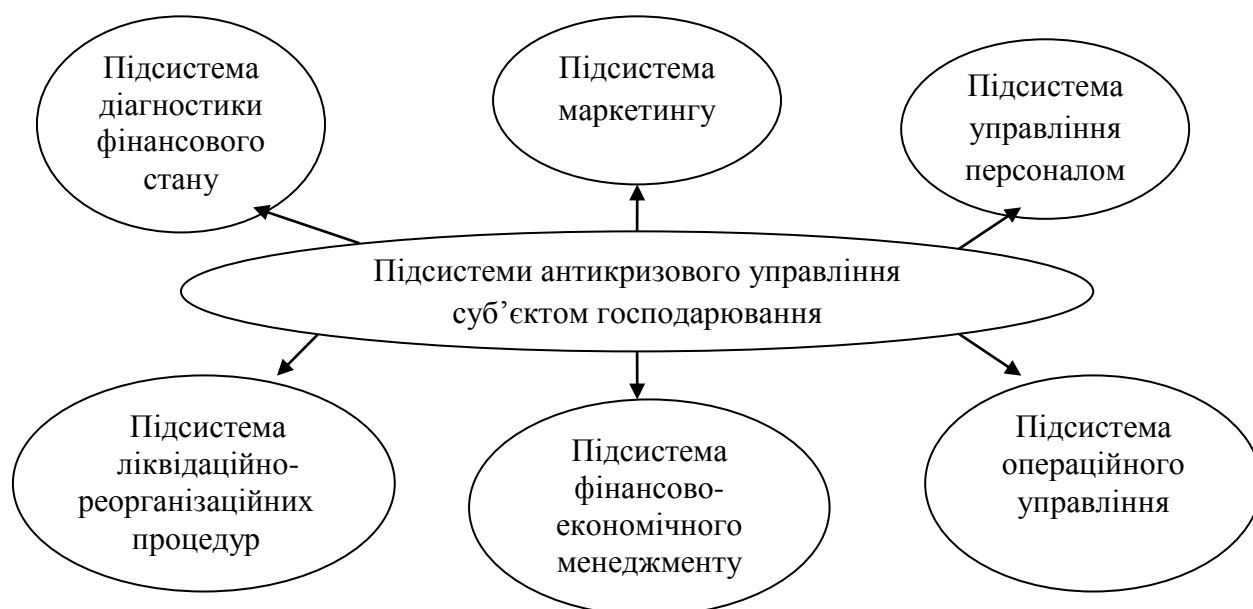 Підсистема
діагностики
фінансового
стану
Підсистема
маркетингу
Підсистема
управління
персоналом
Підсистеми антикризового управління
суб’єктом господарювання
Підсистема
ліквідаційно-
реорганізаційних
процедур
Підсистема
фінансово-
економічного
менеджменту
Підсистема
операційного
управління